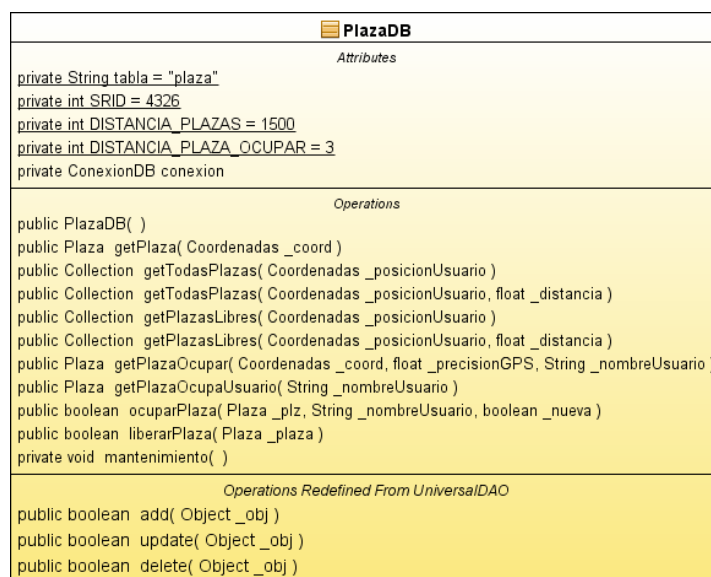 PlazaDB
Attributes
private String tabla = "plaza"
private int SRID = 4326
private int DISTANCIA_PLAZAS = 1500
private int DISTANCIA_PLAZA_OCUPAR = 3
private ConexionDB conexion
Operations
public PlazaDB( )
public Plaza getPlaza( Coordenadas _coord )
public Collection getTodasPlazas( Coordenadas _posicionUsuario )
public Collection getTodasPlazas( Coordenadas _posicionUsuario, float _distancia )
public Collection getPlazasLibres( Coordenadas _posicionUsuario )
public Collection getPlazasLibres( Coordenadas _posicionUsuario, float _distancia )
public Plaza getPlazaOcupar( Coordenadas _coord, float _precisionGPS, String _nombreUsuario )
public Plaza getPlazaOcupaUsuario( String _nombreUsuario )
public boolean ocuparPlaza( Plaza _plz, String _nombreUsuario, boolean _nueva )
public boolean liberarPlaza( Plaza _plaza )
private void mantenimiento( )
Operations Redefined From UniversalDAO
public boolean add( Object _obj )
public boolean update( Object _obj )
public boolean delete( Object _obj )